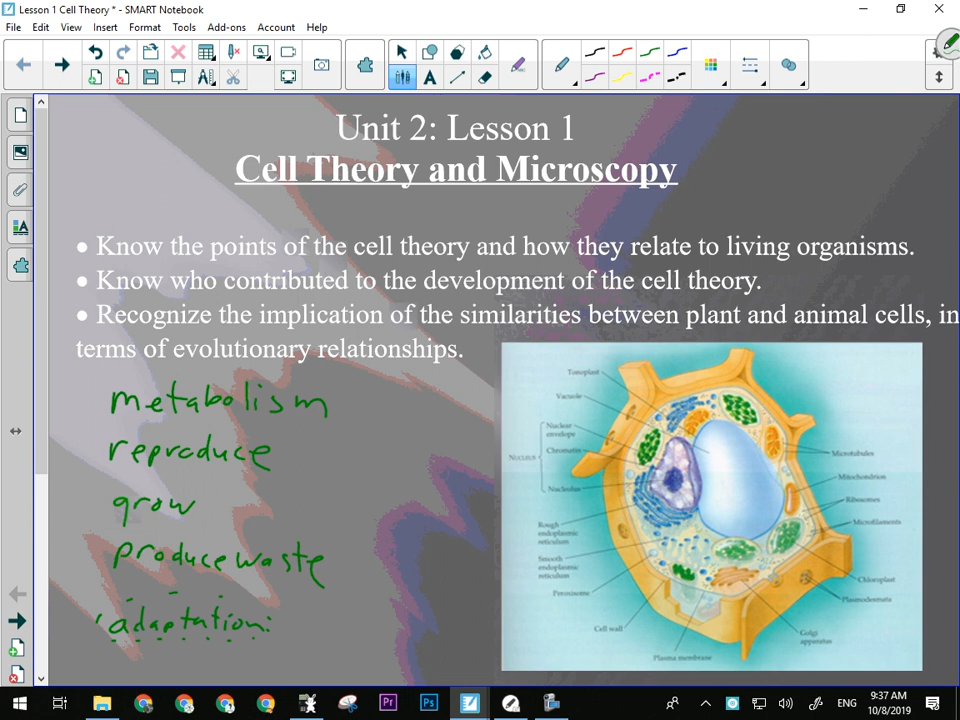 Lesson 1 Cell Theory * - SMART Notebook
File Edit View Insert Format Tools Add-ons Account Help
Unit 2: Lesson 1
Cell Theory and Microscopy
• Know the points of the cell theory and how they relate to living organisms.
• Know who contributed to the development of the cell theory.
• Recognize the implication of the similarities between plant and animal cells, in
terms of evolutionary relationships.
metabolism
reproduce
grow
produce waste
adaptation:
Tonoplast
Vacuole
Nuclear
envelope
Chromatin
NUCLEUS
Nucleolus
Rough
endoplasmic
reticulum
Smooth
endoplasmic
reticulum
Peroxisome
Cell wall
Plasma membrane
Microtubules
Mitochondrion
Ribosomes
Microfilaments
Chloroplast
Plasmodesmata
Golgi
apparatus
Pr
Ps
ENG
9:37 AM
10/8/2019